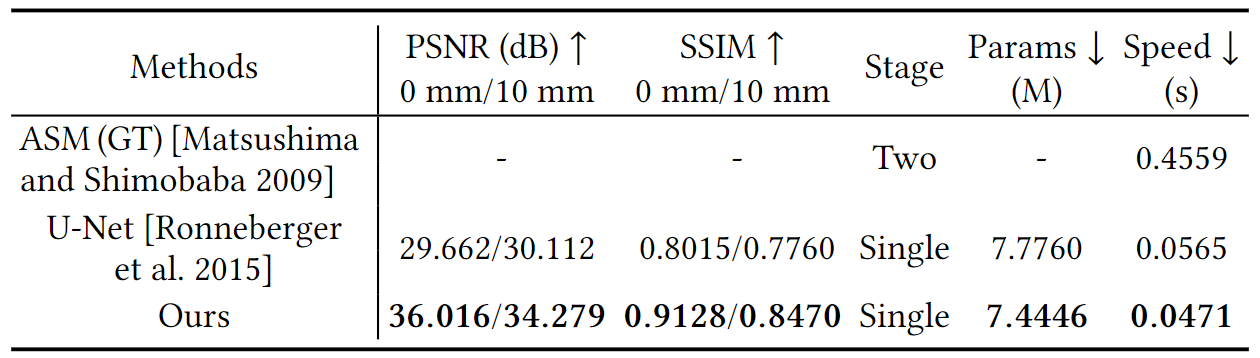 Methods PSNR (dB) ↑ SSIM ↑ Stage Params ↓ Speed ↓
0 mm/10 mm 0 mm/10 mm (M) (s)
ASM (GT) [Matsushima
and Shimobaba 2009] - - Two - 0.4559
U-Net [Ronneberger
et al. 2015] 29.662/30.112 0.8015/0.7760 Single 7.7760 0.0565
Ours 36.016/34.279 0.9128/0.8470 Single 7.4446 0.0471